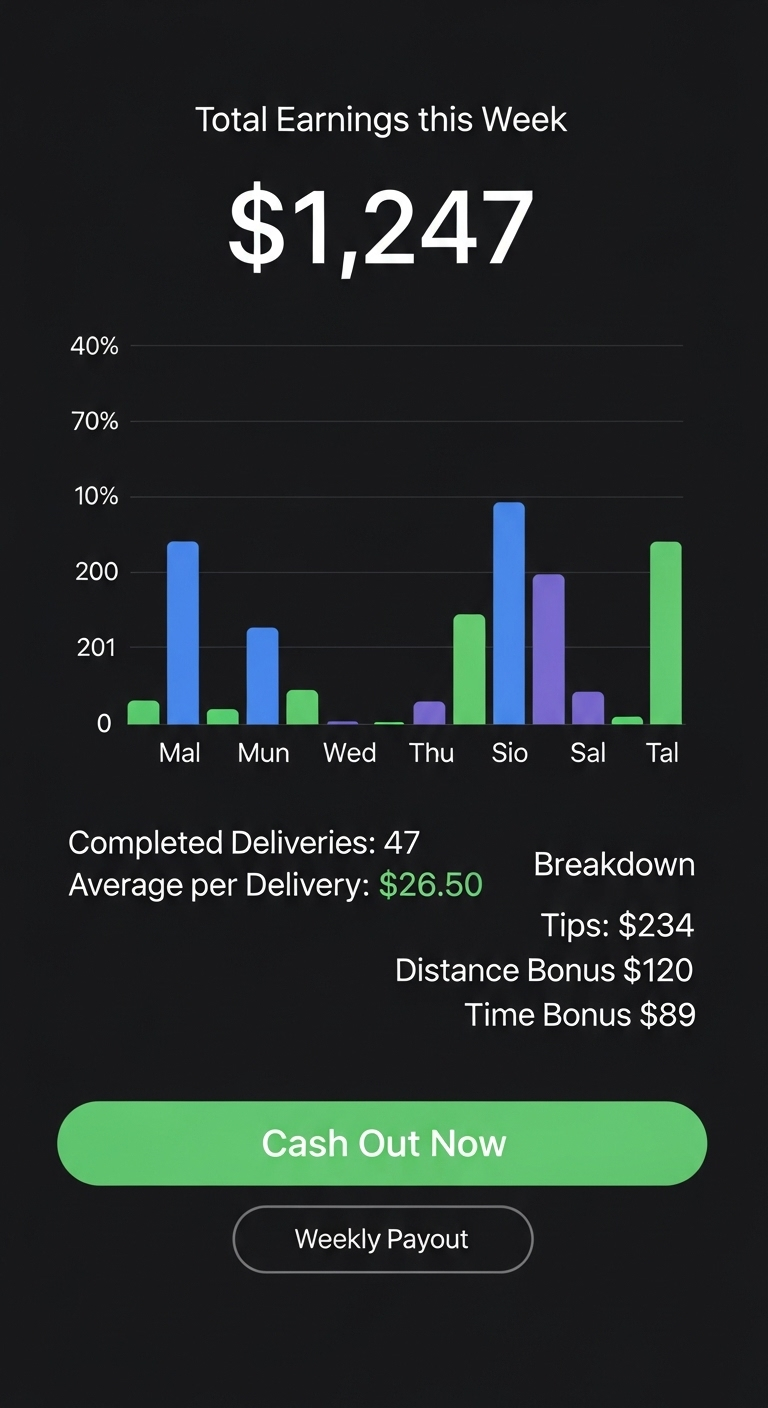 Total Earnings this Week
$1,247
40%
70%
10%
200
201
0
Mal Mun Wed Thu Sio Sal Tal
Completed Deliveries: 47
Average per Delivery: $26.50
Breakdown
Tips: $234
Distance Bonus $120
Time Bonus $89
Cash Out Now
Weekly Payout